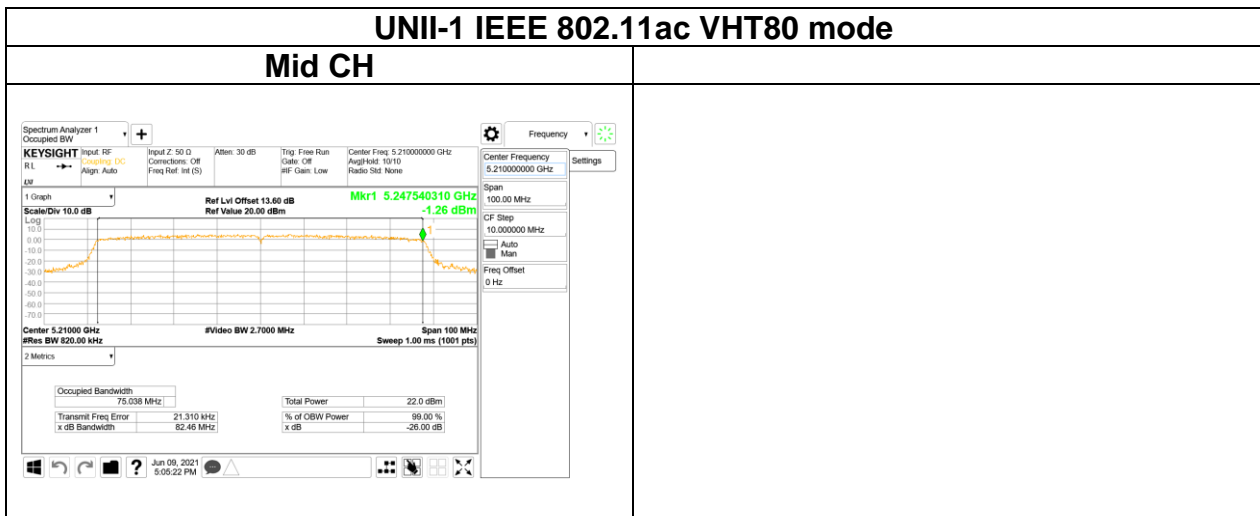 UNII-1 IEEE 802.11ac VHT80 mode
Mid CH
Spectrum Analyzer 1
Occupied BW
KEYSIGHT
RL
Input: RF
Coupling: DC
Align: Auto
Input Z: 50 Ω
Corrections: Off
Freq Ref: Int (S)
Atten: 30 dB
Trig: Free Run
Gate: Off
#IF Gain: Low
Center Freq: 5.210000000 GHz
Avg|Hold: 10/10
Radio Std: None
1 Graph
Scale/Div 10.0 dB
Ref Lvl Offset 13.60 dB
Ref Value 20.00 dBm
Mkr1 5.247540310 GHz
-1.26 dBm
Log
10.0
0.00
-10.0
-20.0
-30.0
-40.0
-50.0
-60.0
-70.0
1
Center 5.21000 GHz
#Res BW 820.00 kHz
#Video BW 2.7000 MHz
Span 100 MHz
Sweep 1.00 ms (1001 pts)
2 Metrics
Occupied Bandwidth
75.038 MHz
Transmit Freq Error 21.310 kHz
x dB Bandwidth 82.46 MHz
Total Power 22.0 dBm
% of OBW Power 99.00 %
x dB -26.00 dB
?
Jun 09, 2021
5:05:22 PM
Frequency
Settings
Center Frequency
5.210000000 GHz
Span
100.00 MHz
CF Step
10.000000 MHz
Auto
Man
Freq Offset
0 Hz